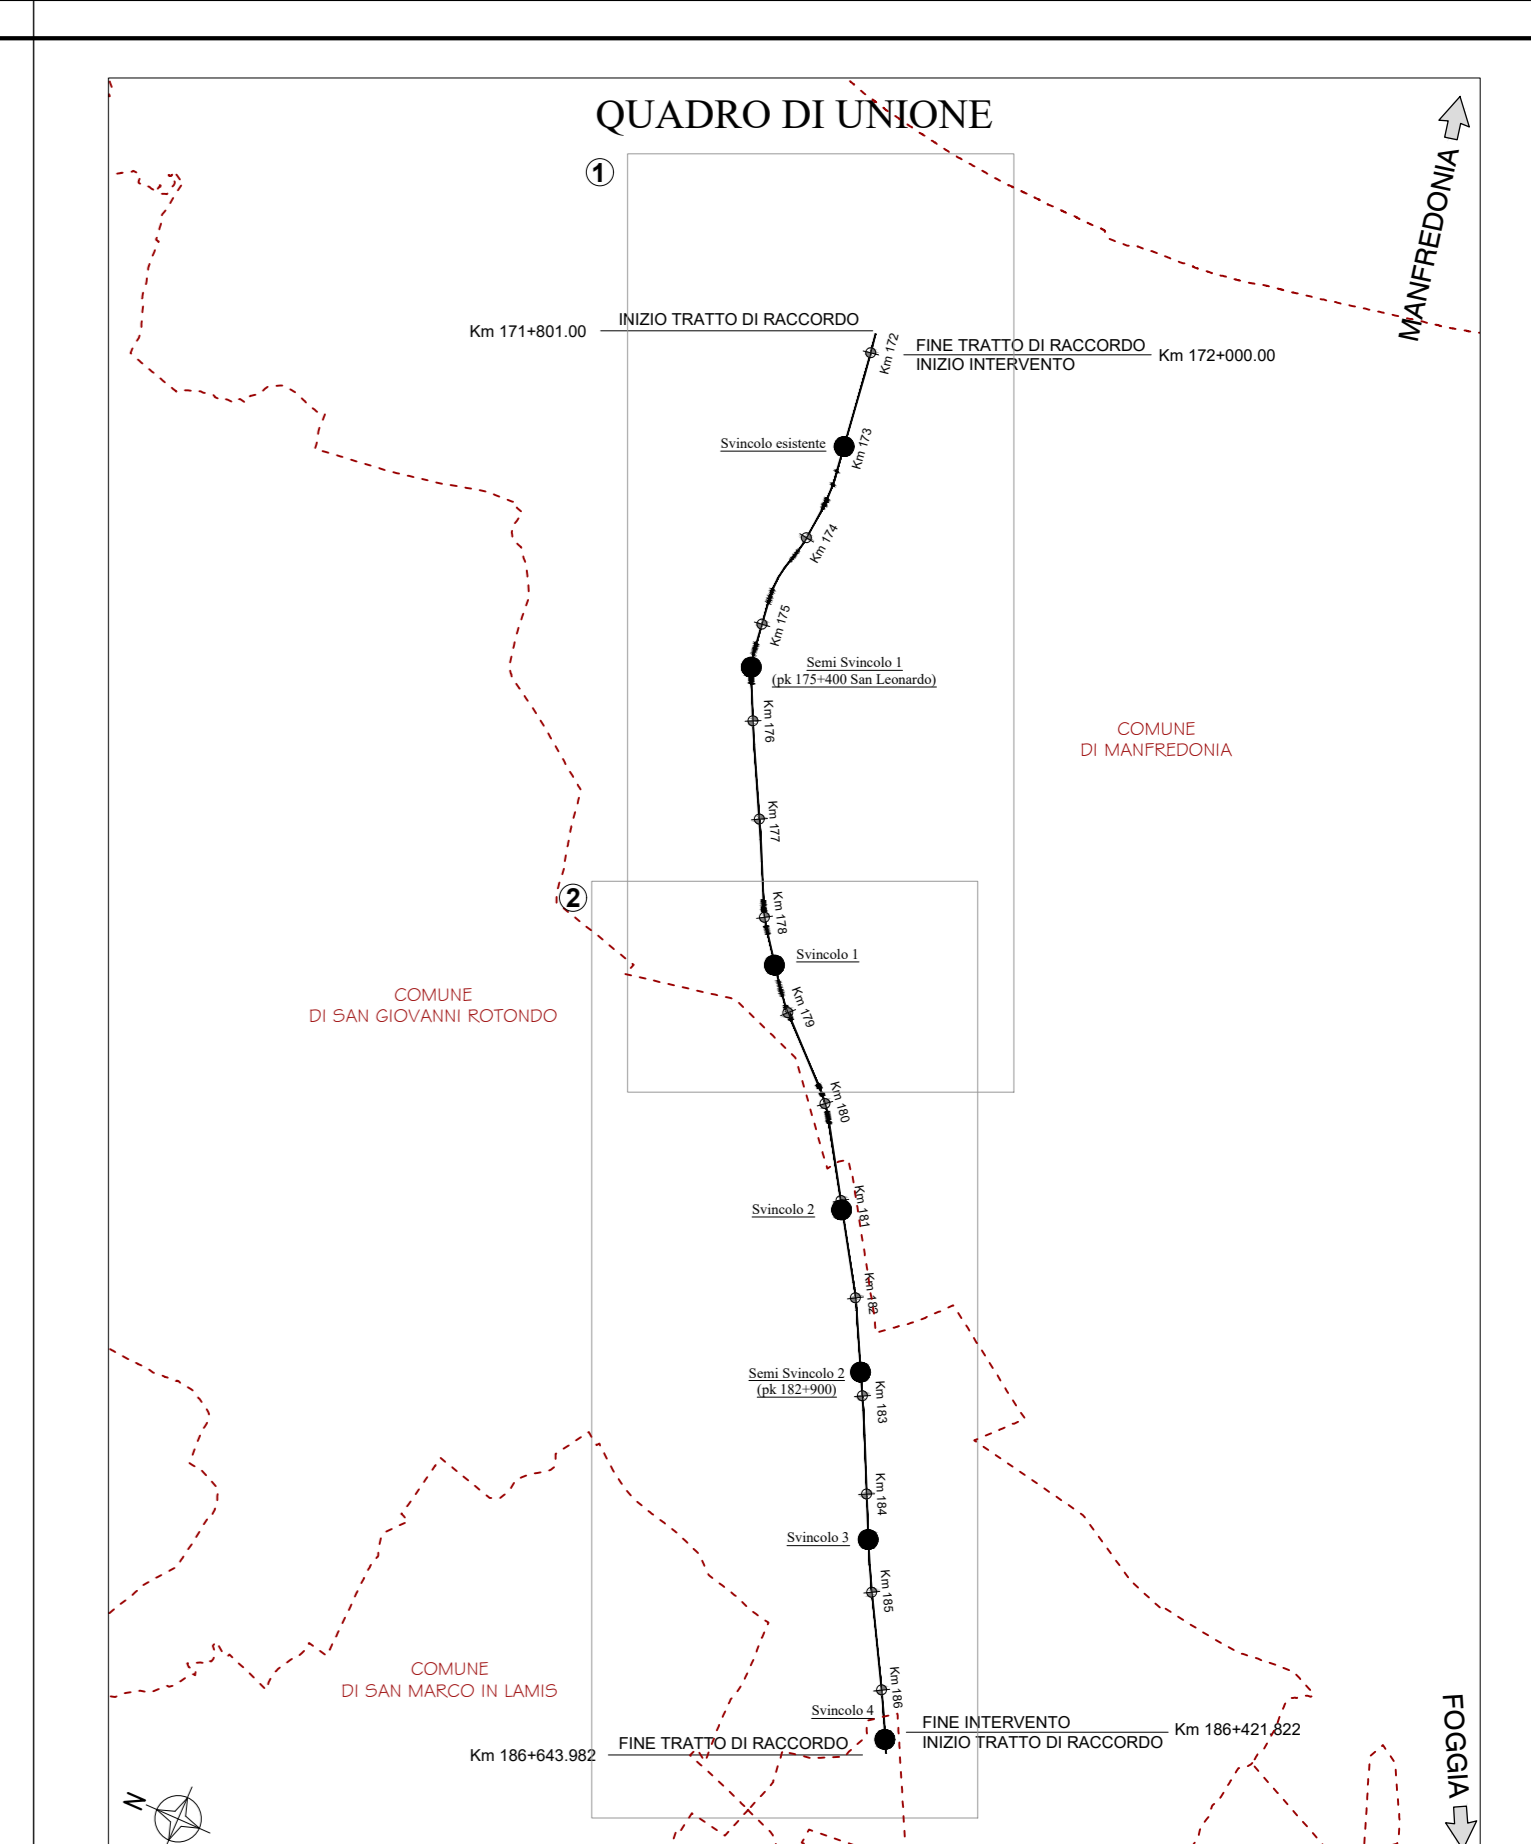 QUADRO DI UNIONE
1
MANFREDONIA
INIZIO TRATTO DI RACCORDO
Km 171+801.00
Km 172
FINE TRATTO DI RACCORDO
INIZIO INTERVENTO
Km 172+000.00
Svincolo esistente
Km 173
Km 174
Km 175
Semi Svincolo 1
(pk 175+400 San Leonardo)
Km 176
COMUNE
DI MANFREDONIA
Km 177
2
Km 178
Svincolo 1
COMUNE
DI SAN GIOVANNI ROTONDO
Km 179
Km 180
Svincolo 2
Km 181
Km 182
Semi Svincolo 2
(pk 182+900)
Km 183
Km 184
Svincolo 3
Km 185
COMUNE
DI SAN MARCO IN LAMIS
Km 186
Svincolo 4
FINE INTERVENTO
INIZIO TRATTO DI RACCORDO
Km 186+421.822
FINE TRATTO DI RACCORDO
Km 186+643.982
FOGGIA
N